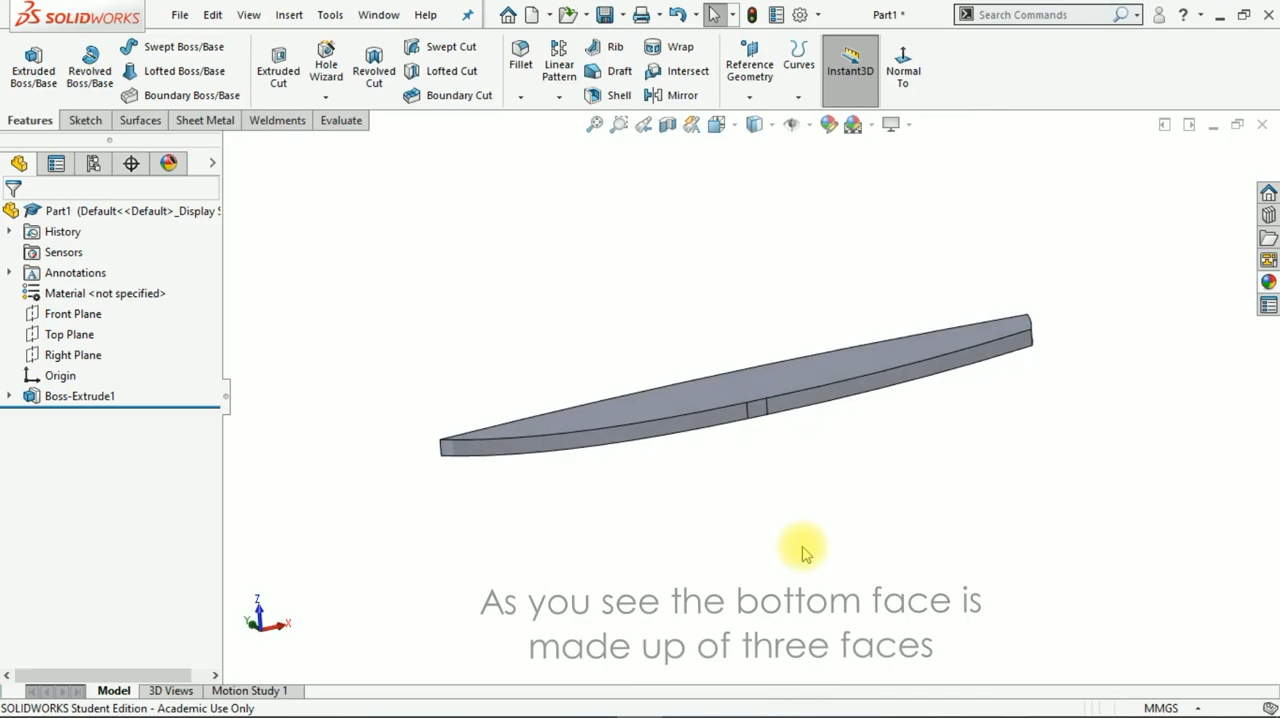 SOLIDWORKS
File Edit View Insert Tools Window Help
Part1 *
Search Commands
Extruded Boss/Base
Revolved Boss/Base
Swept Boss/Base
Lofted Boss/Base
Boundary Boss/Base
Extruded Cut
Hole Wizard
Revolved Cut
Swept Cut
Lofted Cut
Boundary Cut
Fillet
Linear Pattern
Rib
Draft
Shell
Wrap
Intersect
Mirror
Reference Geometry
Curves
Instant3D
Normal To
Features Sketch Surfaces Sheet Metal Weldments Evaluate
Part1 (Default<<Default>_Display S
History
Sensors
Annotations
Material <not specified>
Front Plane
Top Plane
Right Plane
Origin
Boss-Extrude1
Z
Y X
As you see the bottom face is
made up of three faces
Model 3D Views Motion Study 1
SOLIDWORKS Student Edition - Academic Use Only
MMGS